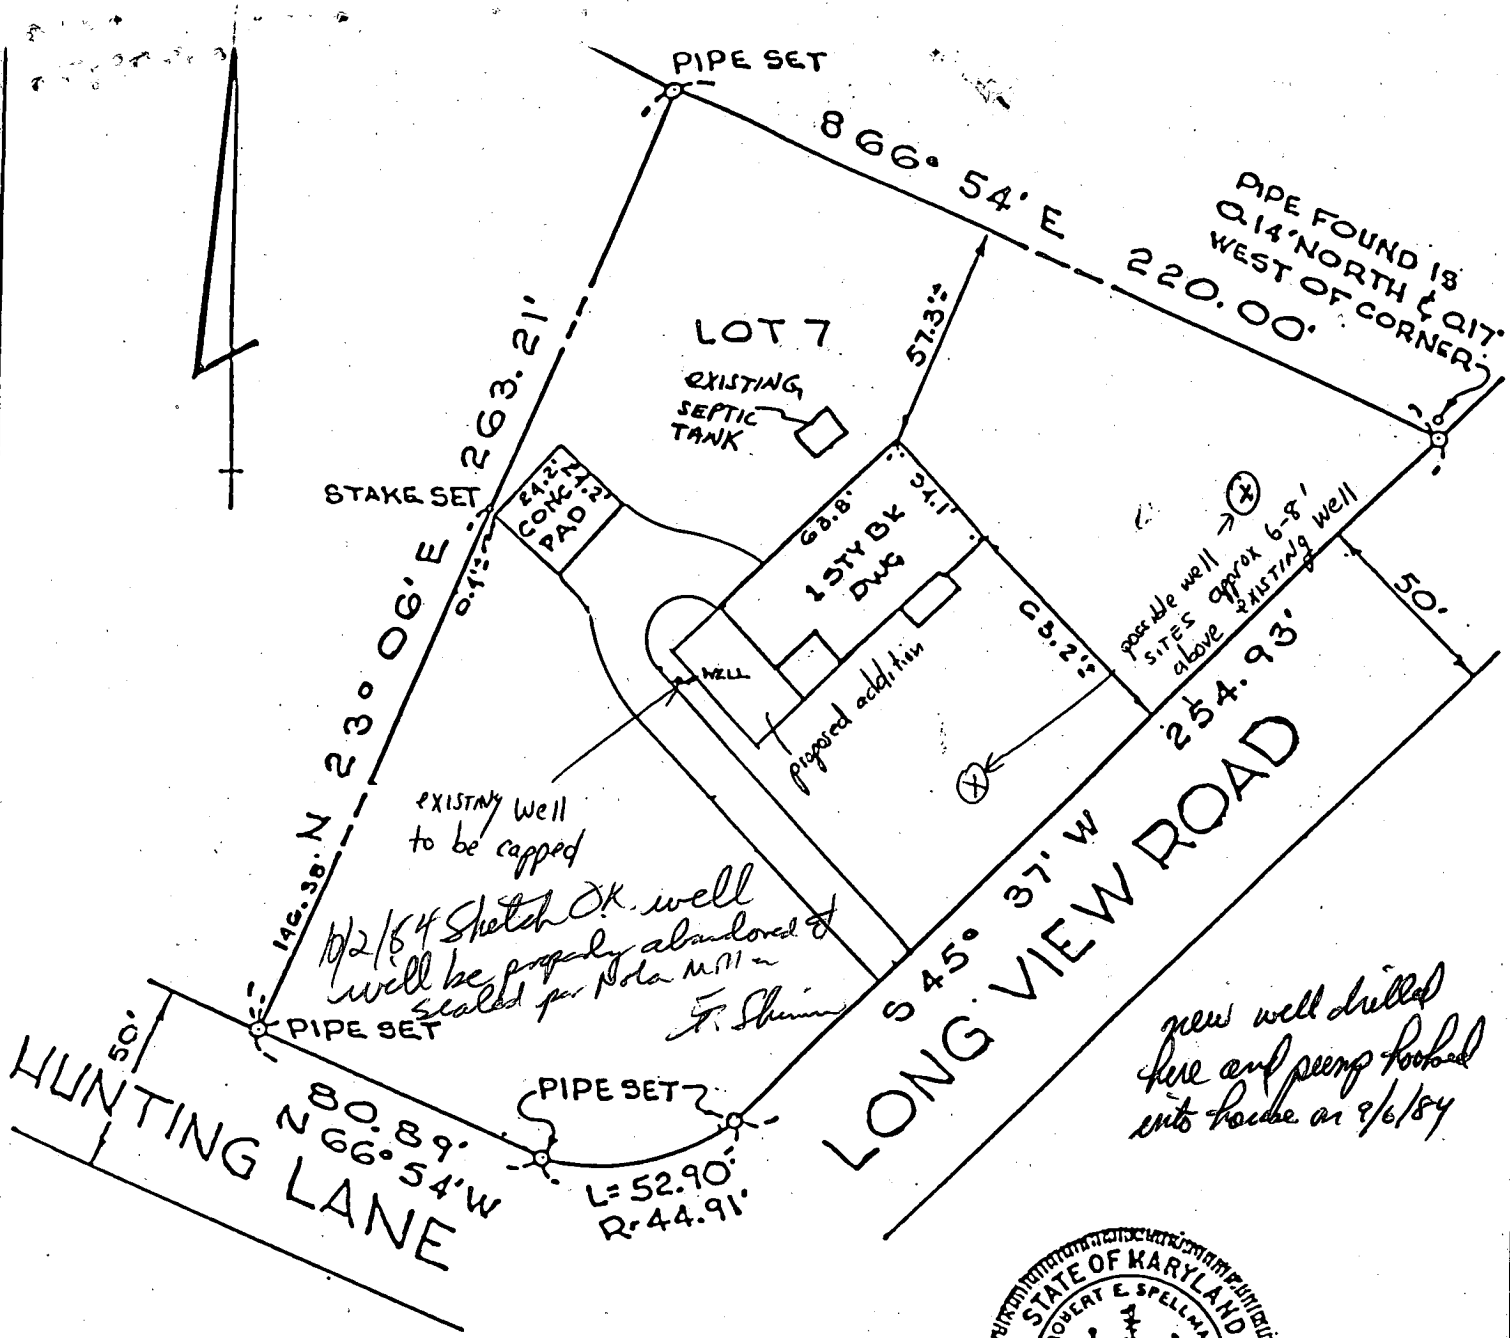 PIPE SET
866° 54' E
220.00'
PIPE FOUND IS
0.14' NORTH & 0.17'
WEST OF CORNER
LOT 7
57.3'±
EXISTING
SEPTIC
TANK
N 23° 06' E 263.21'
STAKE SET
24.2'
24.2'
CONC
PAD
0.4'±
63.8'
34.1'
1 STY BK
DWG
63.2'±
possible well
SITES approx 6-8'
above existing well
50'
WELL
proposed addition
254.93'
S 45° 37' W
LONG VIEW ROAD
existing well
to be capped
146.38'
10/2/84 Sketch OK. well
will be properly abandoned &
sealed per Nola
F.
PIPE SET
50'
HUNTING LANE
80.89'
N 66° 54' W
PIPE SET
L= 52.90'
R= 44.91'
new well drilled
here and pump hooked
into house on 9/6/84
STATE OF MARYLAND
ROBERT E. SPELLMA